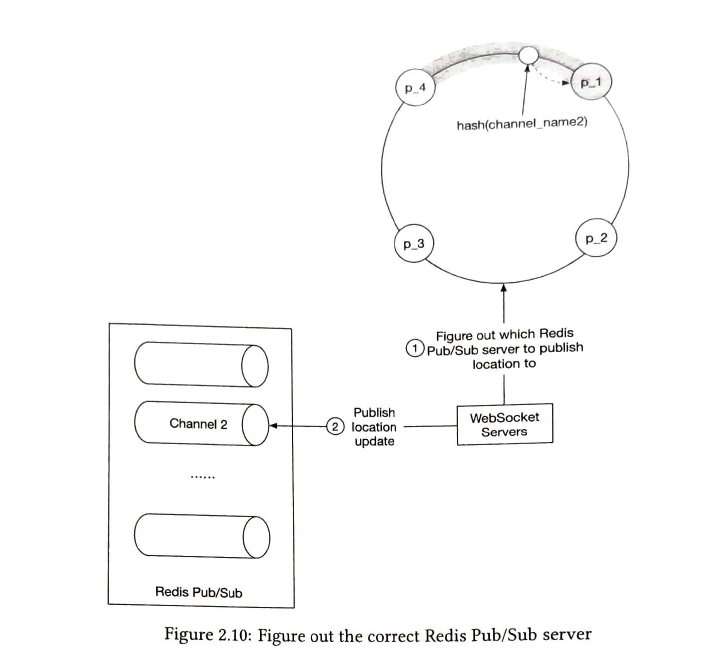 p_4
p_1
hash(channel_name2)
p_3
p_2
1
Figure out which Redis
Pub/Sub server to publish
location to
Channel 2
2
Publish
location
update
WebSocket
Servers
......
Redis Pub/Sub
Figure 2.10: Figure out the correct Redis Pub/Sub server